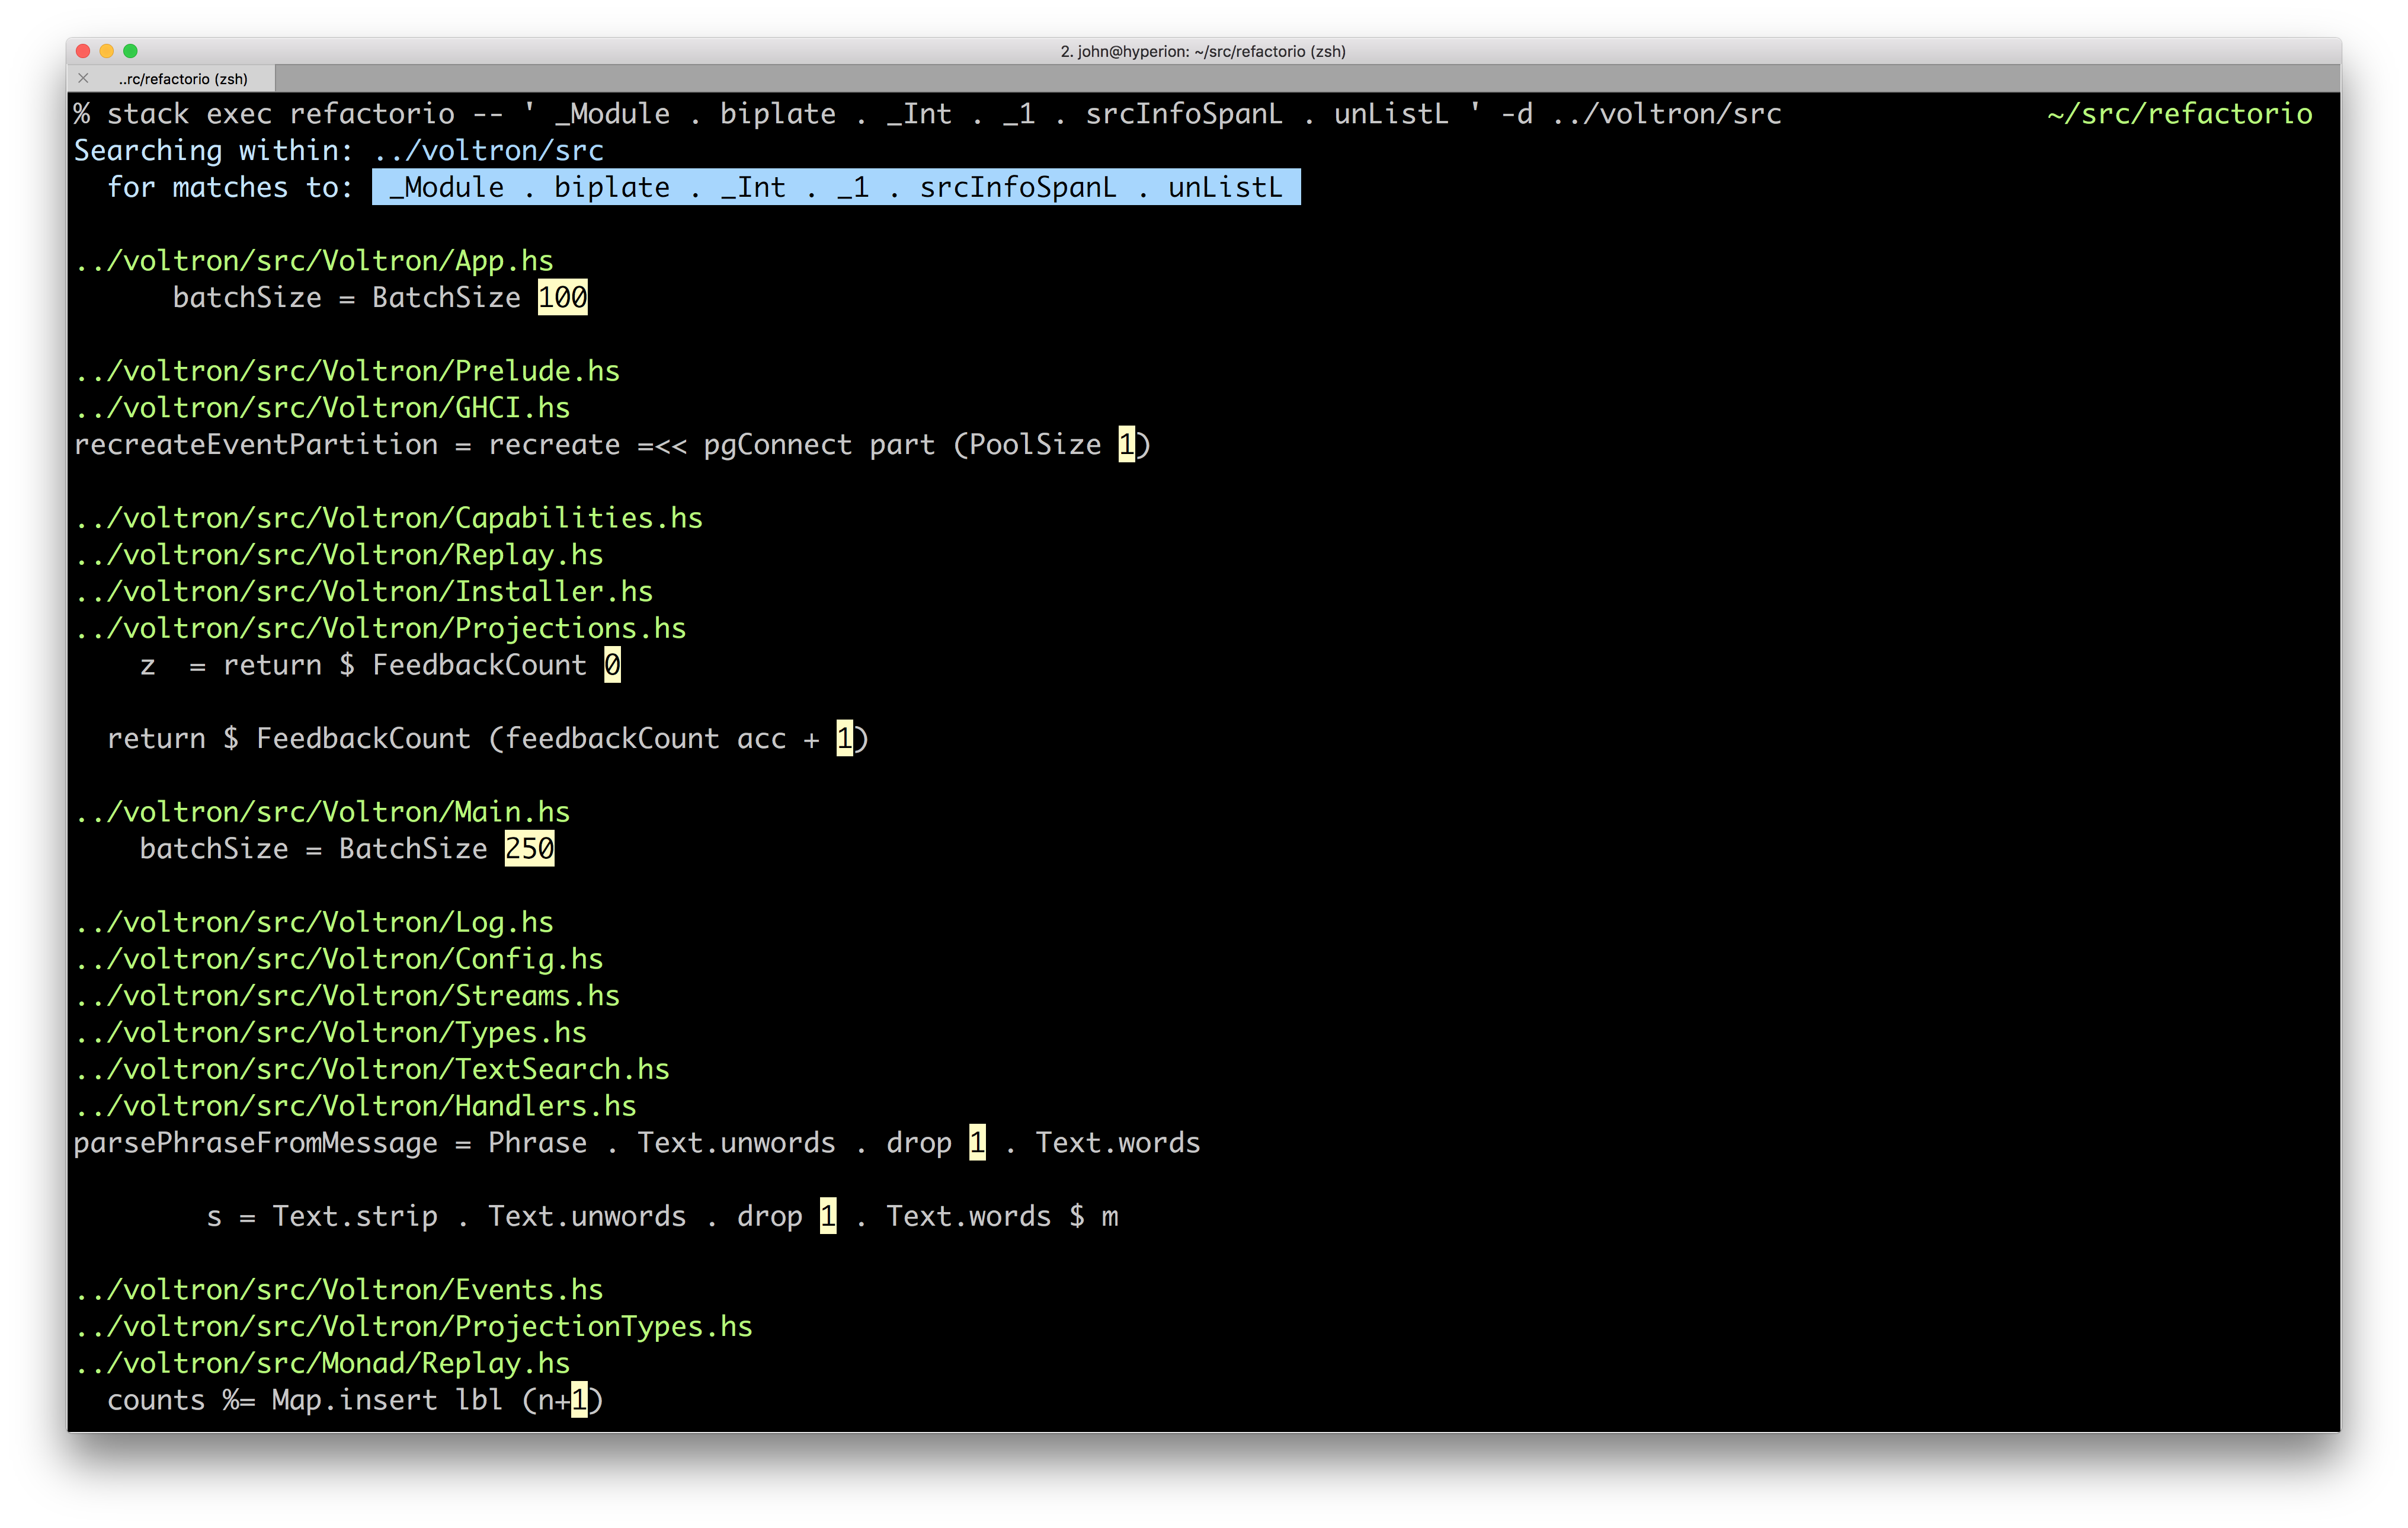 2. john@hyperion: ~/src/refactorio (zsh)
..rc/refactorio (zsh)
% stack exec refactorio -- ' _Module . biplate . _Int . _1 . srcInfoSpanL . unListL ' -d ../voltron/src ~/src/refactorio
Searching within: ../voltron/src
for matches to: _Module . biplate . _Int . _1 . srcInfoSpanL . unListL
../voltron/src/Voltron/App.hs
batchSize = BatchSize 100
../voltron/src/Voltron/Prelude.hs
../voltron/src/Voltron/GHCI.hs
recreateEventPartition = recreate =<< pgConnect part (PoolSize 1)
../voltron/src/Voltron/Capabilities.hs
../voltron/src/Voltron/Replay.hs
../voltron/src/Voltron/Installer.hs
../voltron/src/Voltron/Projections.hs
z  = return $ FeedbackCount 0
return $ FeedbackCount (feedbackCount acc + 1)
../voltron/src/Voltron/Main.hs
batchSize = BatchSize 250
../voltron/src/Voltron/Log.hs
../voltron/src/Voltron/Config.hs
../voltron/src/Voltron/Streams.hs
../voltron/src/Voltron/Types.hs
../voltron/src/Voltron/TextSearch.hs
../voltron/src/Voltron/Handlers.hs
parsePhraseFromMessage = Phrase . Text.unwords . drop 1 . Text.words
s = Text.strip . Text.unwords . drop 1 . Text.words $ m
../voltron/src/Voltron/Events.hs
../voltron/src/Voltron/ProjectionTypes.hs
../voltron/src/Monad/Replay.hs
counts %= Map.insert lbl (n+1)